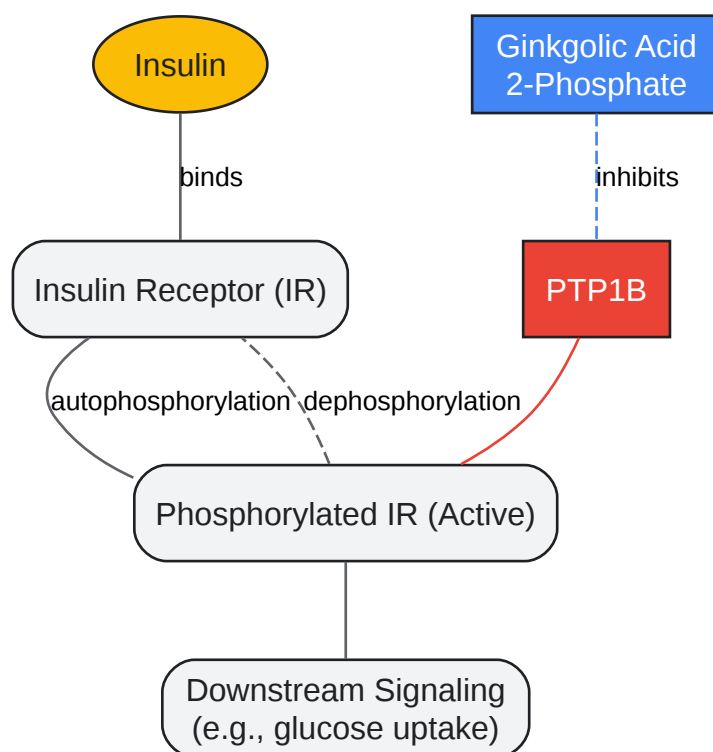 Insulin
Ginkgolic Acid
2-Phosphate
binds
inhibits
Insulin Receptor (IR)
PTP1B
autophosphorylation
dephosphorylation
Phosphorylated IR (Active)
Downstream Signaling
(e.g., glucose uptake)